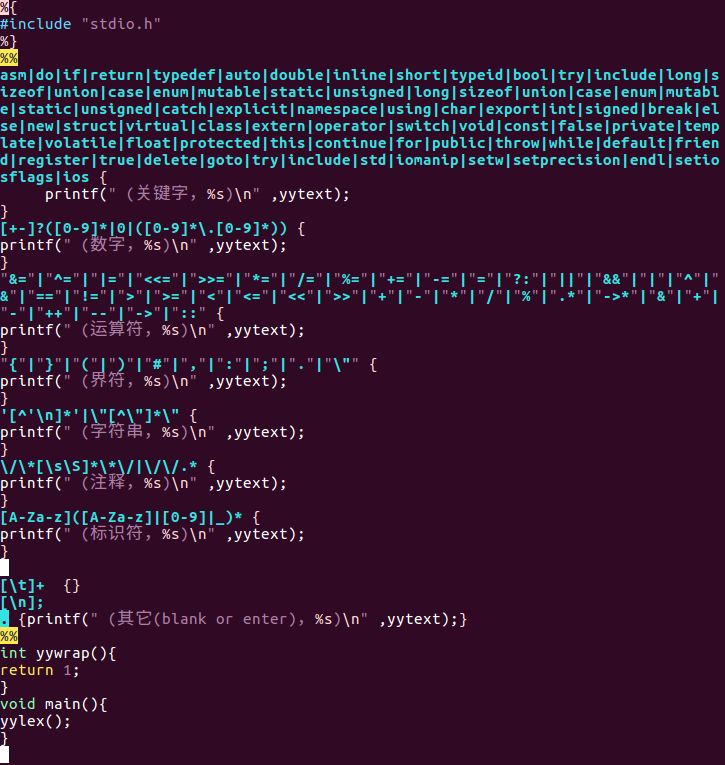 %{
#include "stdio.h"
%}
%%
asm|do|if|return|typedef|auto|double|inline|short|typeid|bool|try|include|long|s
izeof|union|case|enum|mutable|static|unsigned|long|sizeof|union|case|enum|mutabl
e|static|unsigned|catch|explicit|namespace|using|char|export|int|signed|break|el
se|new|struct|virtual|class|extern|operator|switch|void|const|false|private|temp
late|volatile|float|protected|this|continue|for|public|throw|while|default|frien
d|register|true|delete|goto|try|include|std|iomanip|setw|setprecision|endl|setio
sflags|ios {
     printf(" (关键字，%s)\n" ,yytext);
}
[+-]?([0-9]*|0|([0-9]*\.[0-9]*)) {
printf(" (数字，%s)\n" ,yytext);
}
"&="|"^="|"|="|"<<="|">>="|"*="|"/="|"%="|"+="|"-="|"="|"?:"|"||"|"&&"|"|"|"^"|"
&"|"=="|"!="|">"|">="|"<"|"<="|"<<"|">>"|"+"|"-"|"*"|"/"|"%"|".*"|"->*"|"&"|"+"|
"-"|"++"|"--"|"->"|"::" {
printf(" (运算符，%s)\n" ,yytext);
}
"{"|"}"|"("|")"|"#"|","|":"|";"|"."|"\"" {
printf(" (界符，%s)\n" ,yytext);
}
'[^'\n]*'|\"[^\"]*\" {
printf(" (字符串，%s)\n" ,yytext);
}
\/\*[\s\S]*\*\/|\/\/.* {
printf(" (注释，%s)\n" ,yytext);
}
[A-Za-z]([A-Za-z]|[0-9]|_)* {
printf(" (标识符，%s)\n" ,yytext);
}
[\t]+  {}
[\n];
. {printf(" (其它(blank or enter)，%s)\n" ,yytext);}
%%
int yywrap(){
return 1;
}
void main(){
yylex();
}